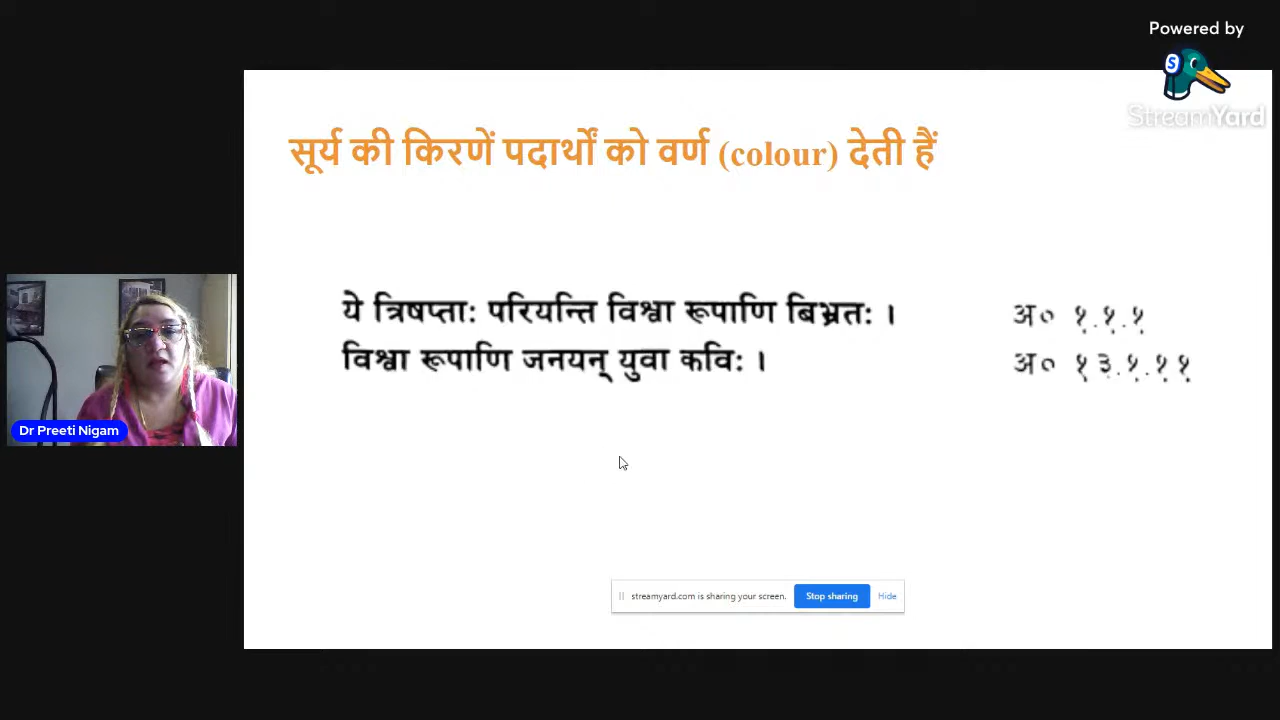 Powered by
StreamYard
सूर्य की किरणें पदार्थों को वर्ण (colour) देती हैं
ये त्रिषप्ताः परियन्ति विश्वा रूपाणि बिभ्रतः । अ० १.१.१
विश्वा रूपाणि जनयन् युवा कविः । अ० १३.१.११
Dr Preeti Nigam
streamyard.com is sharing your screen. Stop sharing Hide